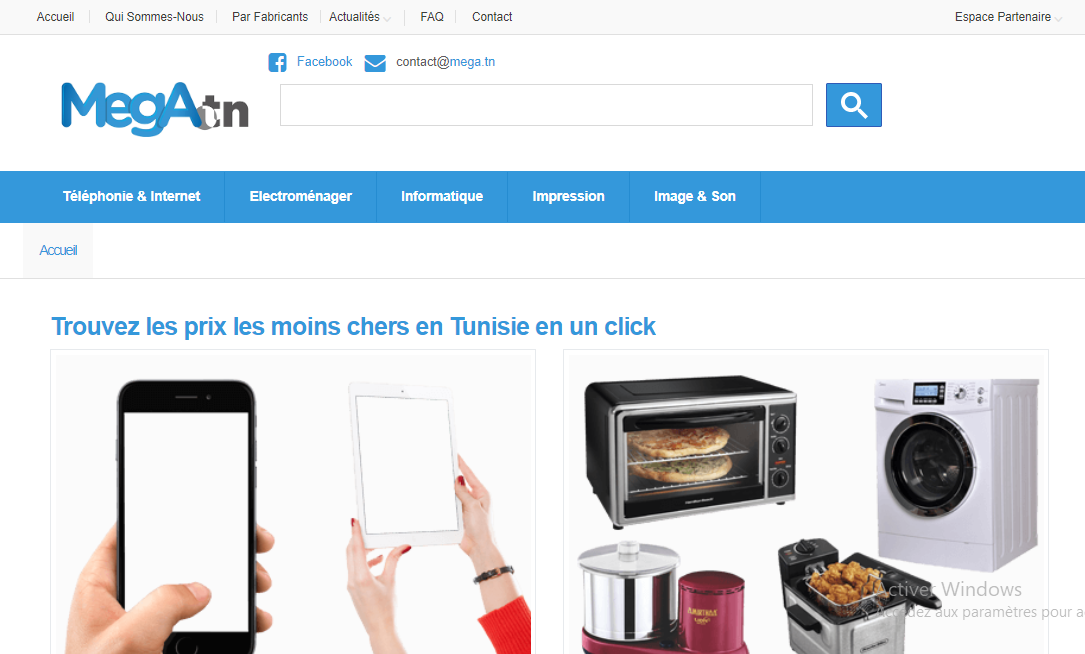 Accueil
Qui Sommes-Nous
Par Fabricants
Actualités
FAQ
Contact
Espace Partenaire
Facebook
contact@mega.tn
MegAtn
Téléphonie & Internet
Electroménager
Informatique
Impression
Image & Son
Accueil
Trouvez les prix les moins chers en Tunisie en un click
Activer Windows
Accédez aux paramètres pour a